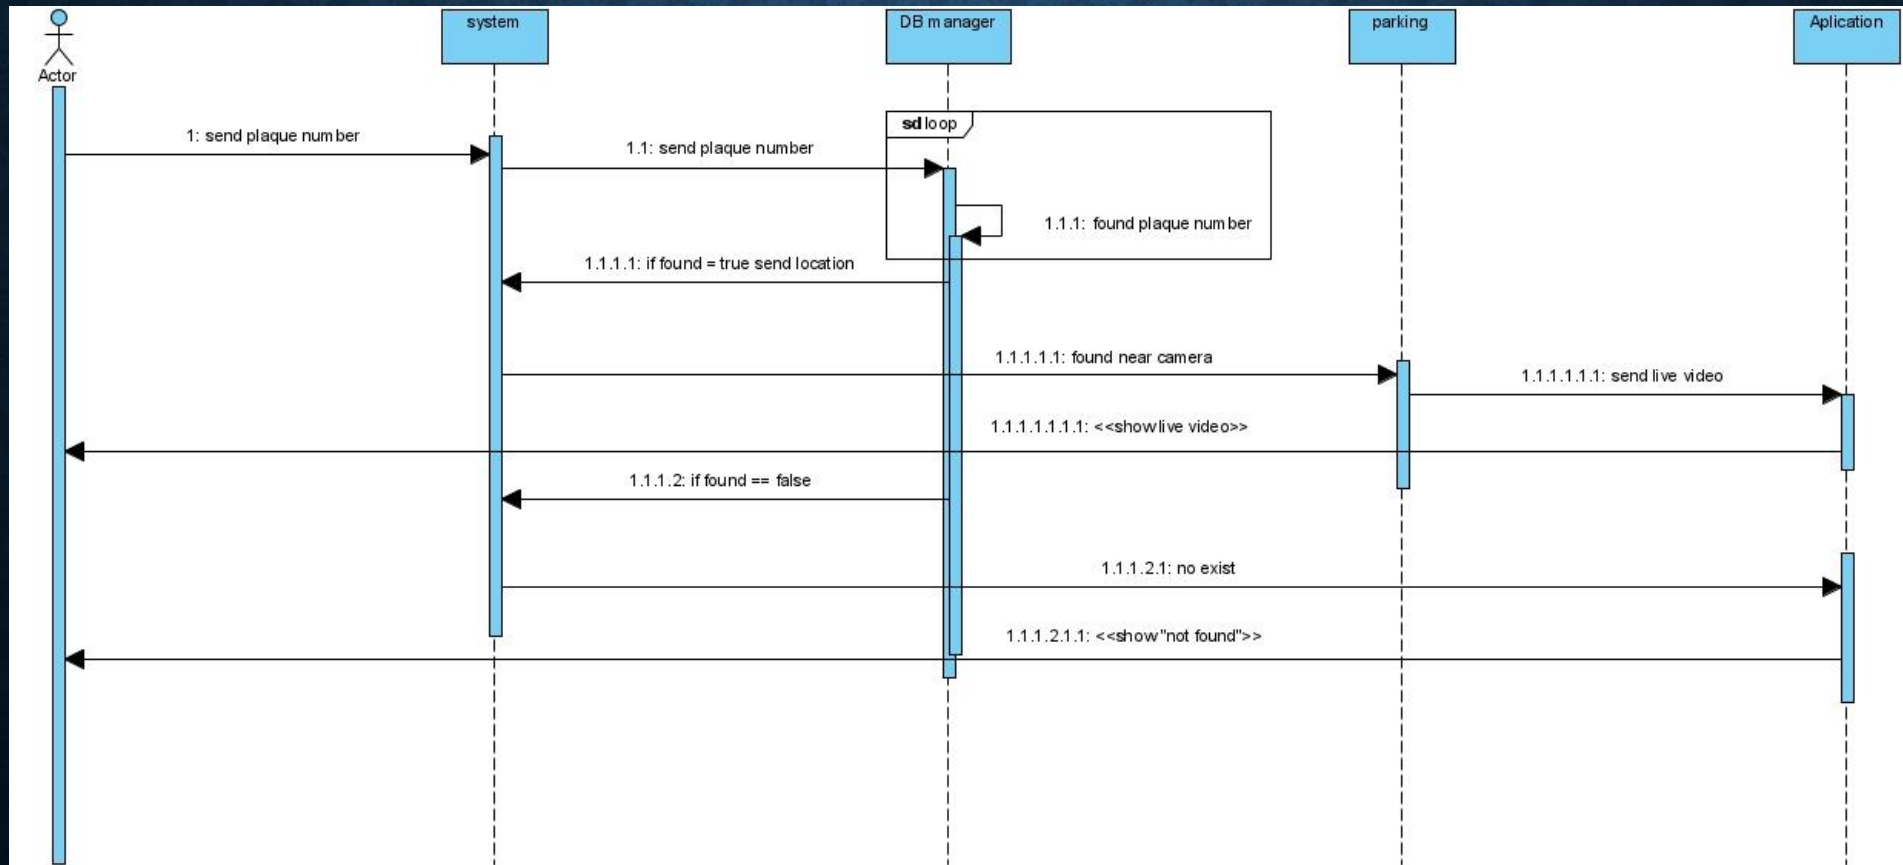 system
DB manager
parking
Aplication
Actor
sd loop
1: send plaque number
1.1: send plaque number
1.1.1: found plaque number
1.1.1.1: if found = true send location
1.1.1.1.1: found near camera
1.1.1.1.1.1: send live video
1.1.1.1.1.1.1: <<show live video>>
1.1.1.2: if found == false
1.1.1.2.1: no exist
1.1.1.2.1.1: <<show "not found">>